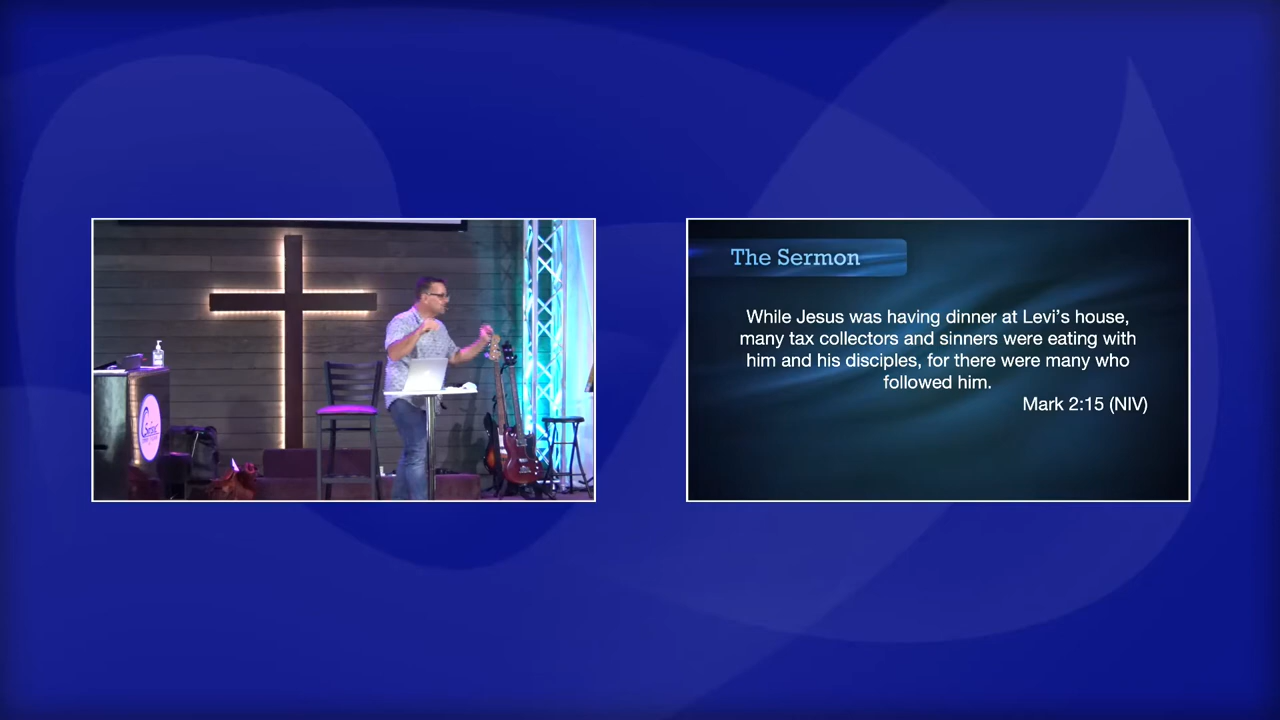 The Sermon
While Jesus was having dinner at Levi’s house,
many tax collectors and sinners were eating with
him and his disciples, for there were many who
followed him.
Mark 2:15 (NIV)